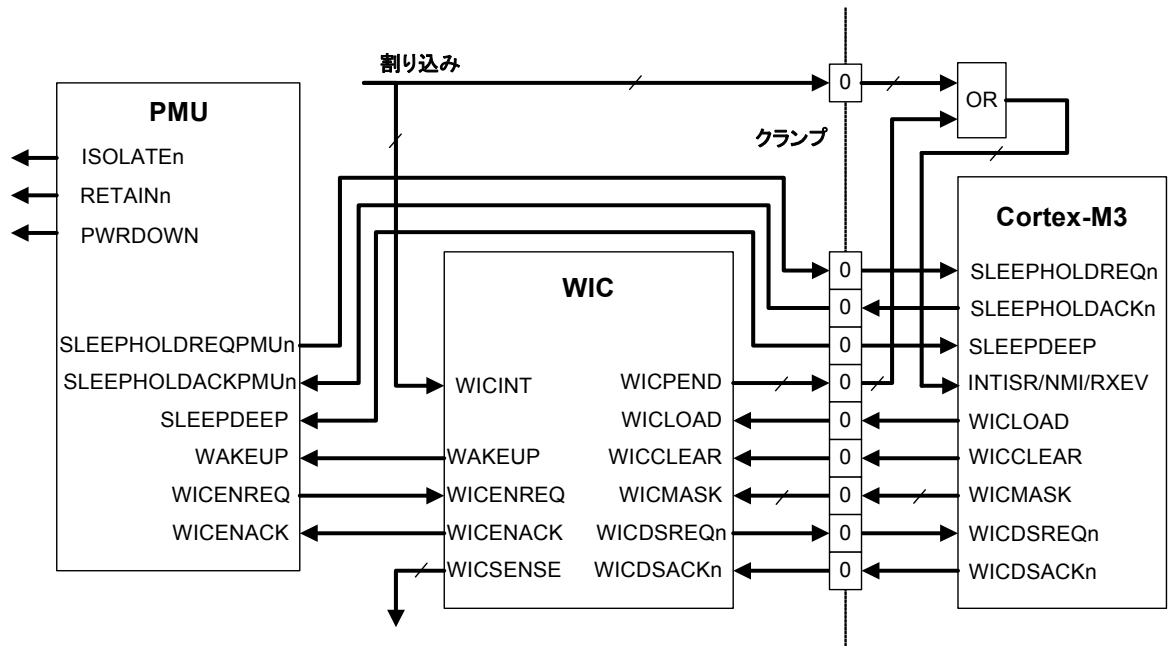 割り込み
0
OR
クランプ
PMU
ISOLATEn
RETAINn
PWRDOWN
SLEEPHOLDREQPMUn
SLEEPHOLDACKPMUn
SLEEPDEEP
WAKEUP
WICENREQ
WICENACK
WIC
WICINT
WAKEUP
WICENREQ
WICENACK
WICSENSE
WICPEND
WICLOAD
WICCLEAR
WICMASK
WICDSREQn
WICDSACKn
0
0
0
0
0
0
0
0
0
Cortex-M3
SLEEPHOLDREQn
SLEEPHOLDACKn
SLEEPDEEP
INTISR/NMI/RXEV
WICLOAD
WICCLEAR
WICMASK
WICDSREQn
WICDSACKn